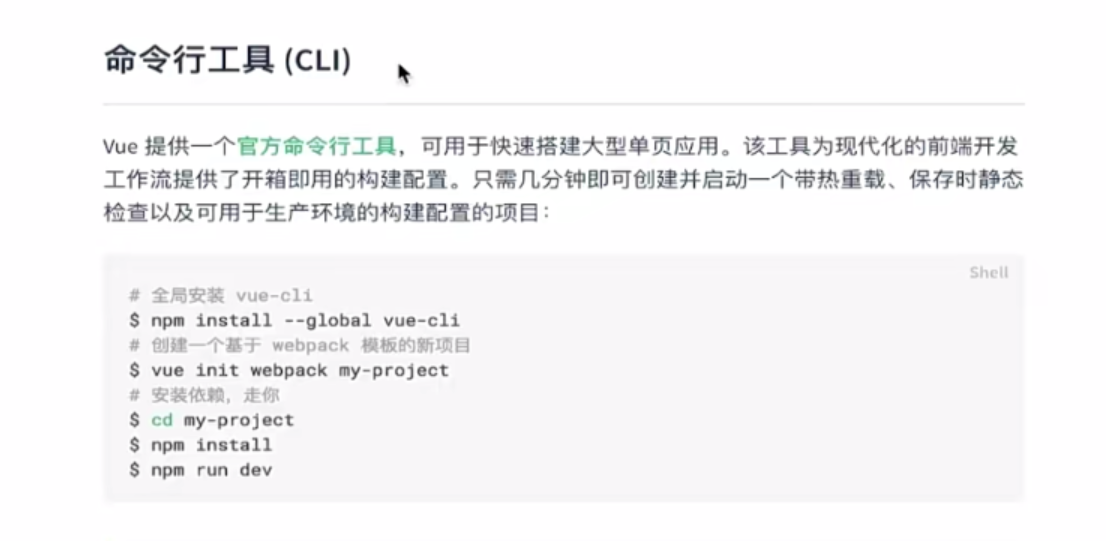 命令行工具 (CLI)
Vue 提供一个官方命令行工具，可用于快速搭建大型单页应用。该工具为现代化的前端开发
工作流提供了开箱即用的构建配置。只需几分钟即可创建并启动一个带热重载、保存时静态
检查以及可用于生产环境的构建配置的项目：
Shell
# 全局安装 vue-cli
$ npm install --global vue-cli
# 创建一个基于 webpack 模板的新项目
$ vue init webpack my-project
# 安装依赖，走你
$ cd my-project
$ npm install
$ npm run dev